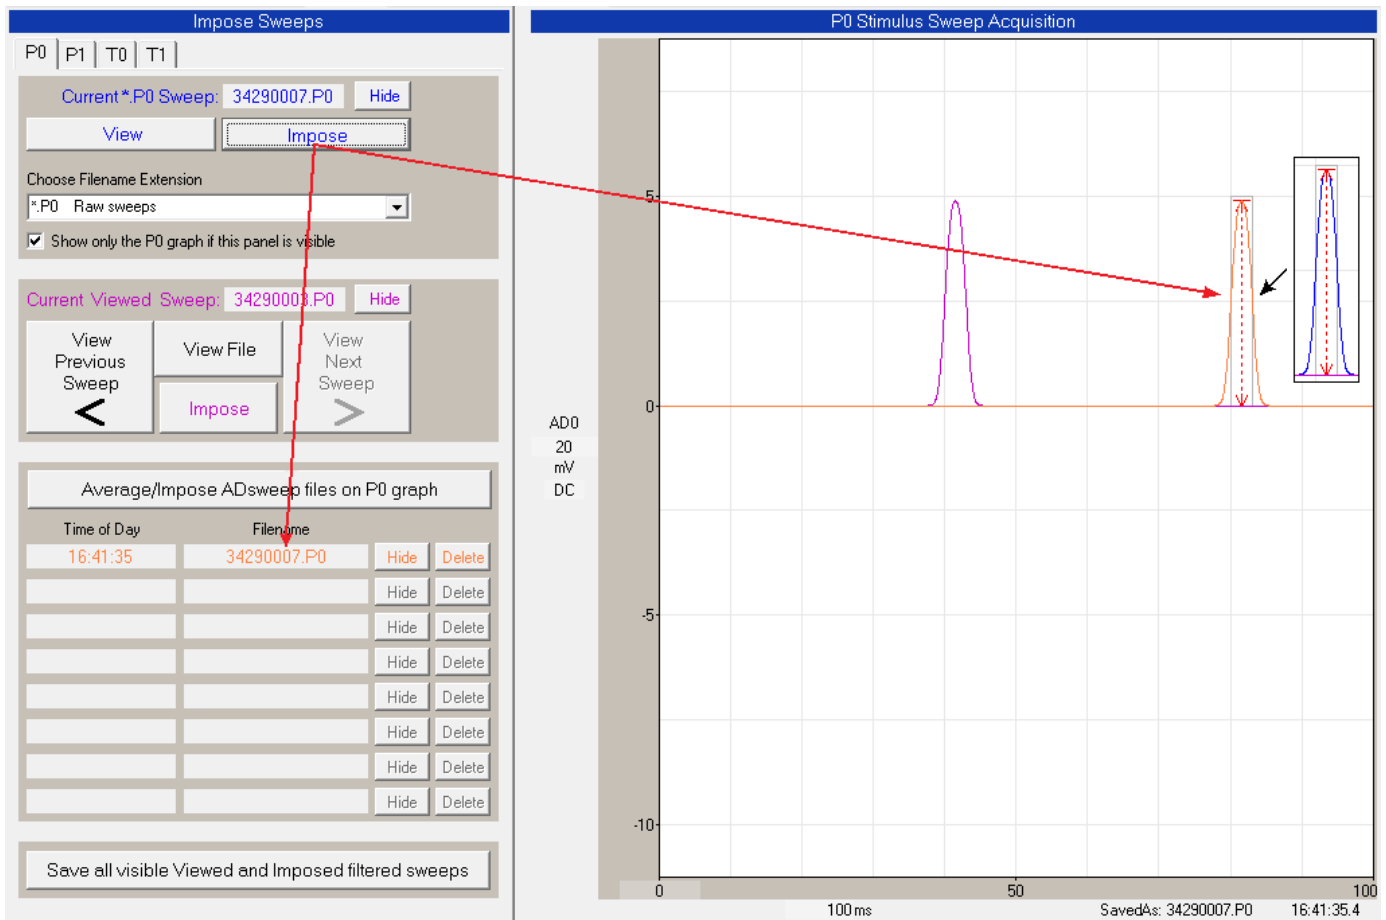 Impose Sweeps
P0 P1 T0 T1
Current *.P0 Sweep: 34290007.P0 Hide
View Impose
Choose Filename Extension
*.P0 Raw sweeps
Show only the P0 graph if this panel is visible
Current Viewed Sweep: 34290003.P0 Hide
View Previous Sweep <
View File
View Next Sweep >
Impose
Average/Impose ADsweep files on P0 graph
Time of Day Filename
16:41:35 34290007.P0 Hide Delete
Hide Delete
Hide Delete
Hide Delete
Hide Delete
Hide Delete
Hide Delete
Hide Delete
Save all visible Viewed and Imposed filtered sweeps
P0 Stimulus Sweep Acquisition
5
0
-5
-10
AD0
20
mV
DC
0 50 100
100 ms SavedAs: 34290007.P0 16:41:35.4